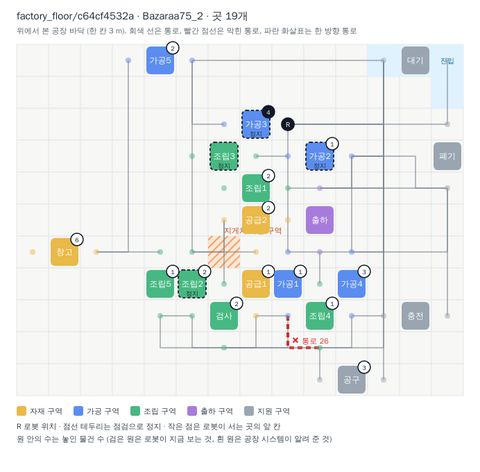 factory_floor/c64cf4532a · Bazaraa75_2 · 곳 19개
위에서 본 공장 바닥 (한 칸 3 m). 회색 선은 통로, 빨간 점선은 막힌 통로, 파란 화살표는 한 방향 통로
가공5 2
대기
전립
가공3 4
정지
R
조립3
정지
가공2 1
정지
폐기
조립1 2
공급2 2
출하
구역
창고 6
조립5 1
조립2 2
정지
공급1 1
가공1 1
가공4 3
검사 2
조립4 1
충전
✕ 통로 26
공구 3
자재 구역
가공 구역
조립 구역
출하 구역
지원 구역
R 로봇 위치 · 점선 테두리는 점검으로 정지 · 작은 점은 로봇이 서는 곳의 앞 칸
원 안의 수는 놓인 물건 수 (검은 원은 로봇이 지금 보는 것, 흰 원은 공장 시스템이 알려 준 것)